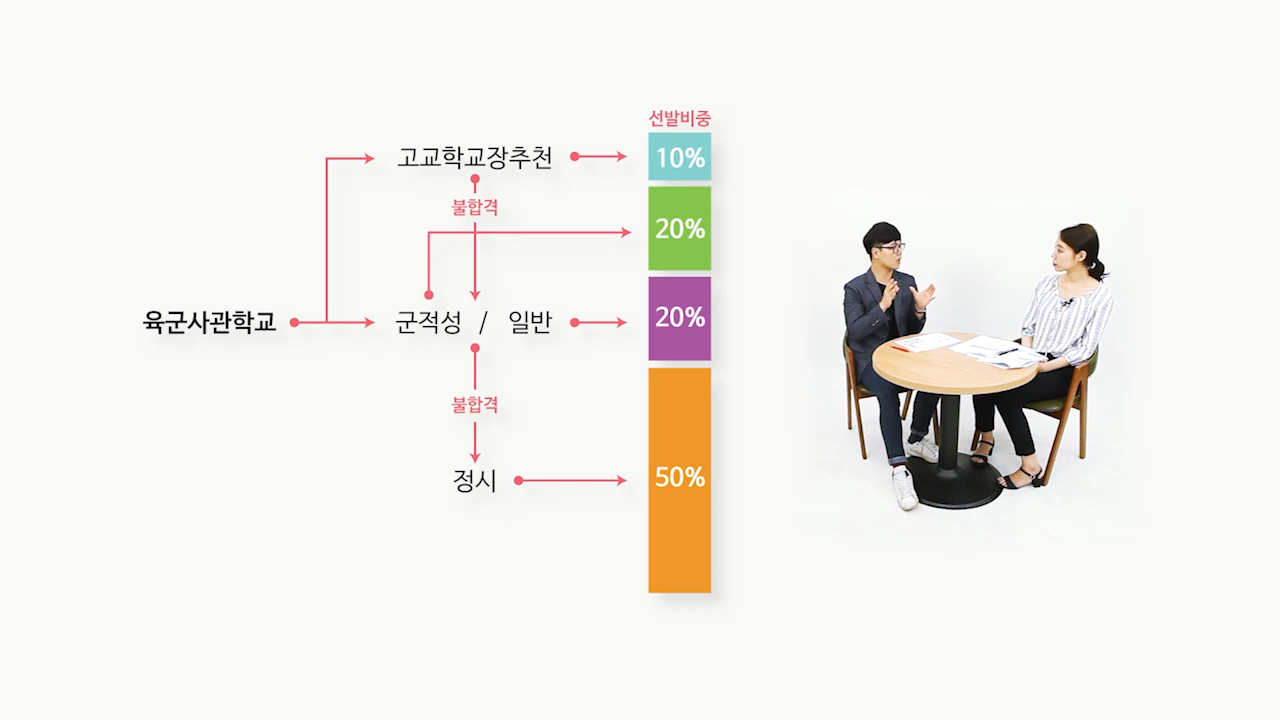 선발비중
고교학교장추천
10%
불합격
20%
육군사관학교
군적성 / 일반
20%
불합격
정시
50%